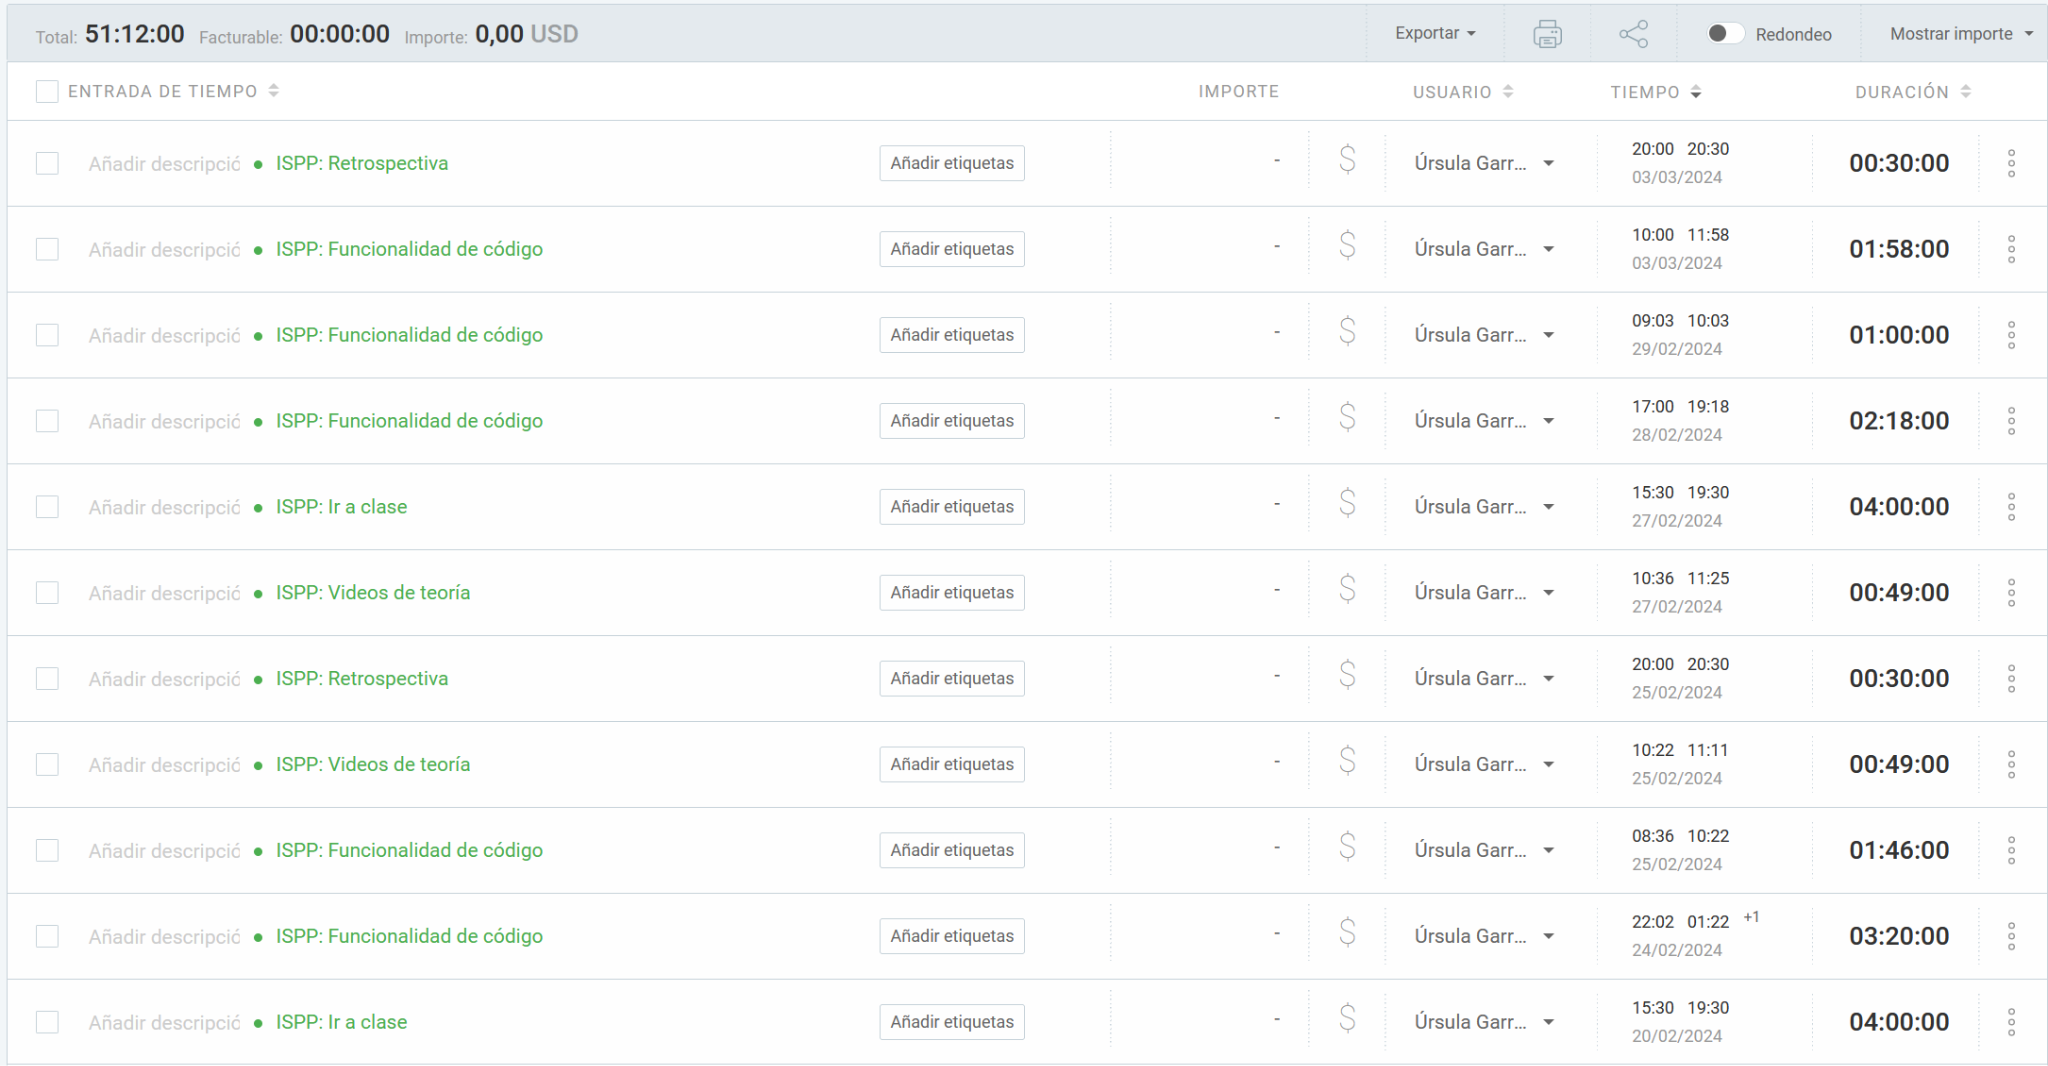 Total: 51:12:00 Facturable: 00:00:00 Importe: 0,00 USD Exportar Redondeo Mostrar importe
ENTRADA DE TIEMPO IMPORTE USUARIO TIEMPO DURACIÓN
Añadir descripció ISPP: Retrospectiva Añadir etiquetas - $ Úrsula Garr... 20:00 20:30 00:30:00
03/03/2024
Añadir descripció ISPP: Funcionalidad de código Añadir etiquetas - $ Úrsula Garr... 10:00 11:58 01:58:00
03/03/2024
Añadir descripció ISPP: Funcionalidad de código Añadir etiquetas - $ Úrsula Garr... 09:03 10:03 01:00:00
29/02/2024
Añadir descripció ISPP: Funcionalidad de código Añadir etiquetas - $ Úrsula Garr... 17:00 19:18 02:18:00
28/02/2024
Añadir descripció ISPP: Ir a clase Añadir etiquetas - $ Úrsula Garr... 15:30 19:30 04:00:00
27/02/2024
Añadir descripció ISPP: Videos de teoría Añadir etiquetas - $ Úrsula Garr... 10:36 11:25 00:49:00
27/02/2024
Añadir descripció ISPP: Retrospectiva Añadir etiquetas - $ Úrsula Garr... 20:00 20:30 00:30:00
25/02/2024
Añadir descripció ISPP: Videos de teoría Añadir etiquetas - $ Úrsula Garr... 10:22 11:11 00:49:00
25/02/2024
Añadir descripció ISPP: Funcionalidad de código Añadir etiquetas - $ Úrsula Garr... 08:36 10:22 01:46:00
25/02/2024
Añadir descripció ISPP: Funcionalidad de código Añadir etiquetas - $ Úrsula Garr... 22:02 01:22 +1 03:20:00
24/02/2024
Añadir descripció ISPP: Ir a clase Añadir etiquetas - $ Úrsula Garr... 15:30 19:30 04:00:00
20/02/2024